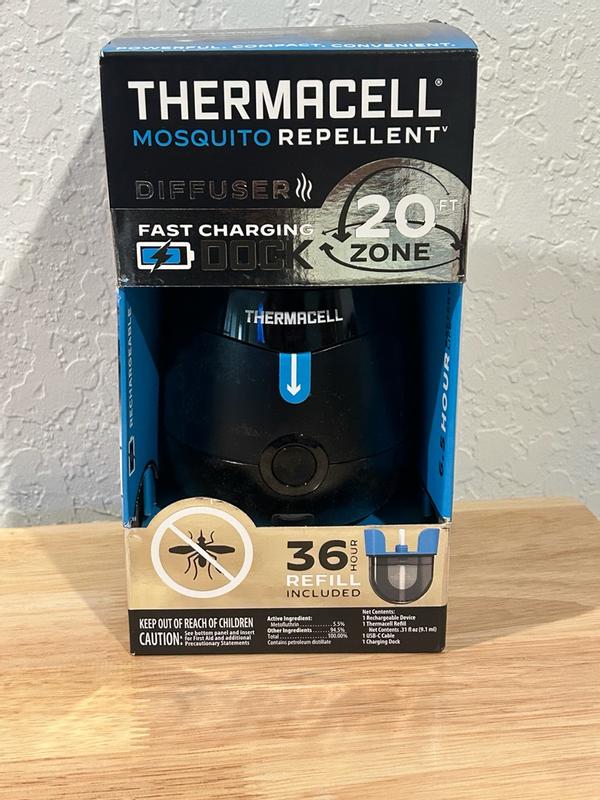 POWERFUL. COMPACT. CONVENIENT.
THERMACELL®
MOSQUITO REPELLENT
DIFFUSER
20 FT
ZONE
FAST CHARGING
DOCK
THERMACELL
RECHARGEABLE
6.5 HOUR
36 HOUR
REFILL
INCLUDED
KEEP OUT OF REACH OF CHILDREN
CAUTION: See bottom panel and insert
for First Aid and additional
Precautionary Statements
Active Ingredient:
Metofluthrin..........5.5%
Other Ingredients.....94.5%
Total................100.00%
Contains petroleum distillate
Net Contents:
1 Rechargeable Device
1 Thermacell Refill
Net Contents .31 fl oz (9.1 ml)
1 USB-C Cable
1 Charging Dock